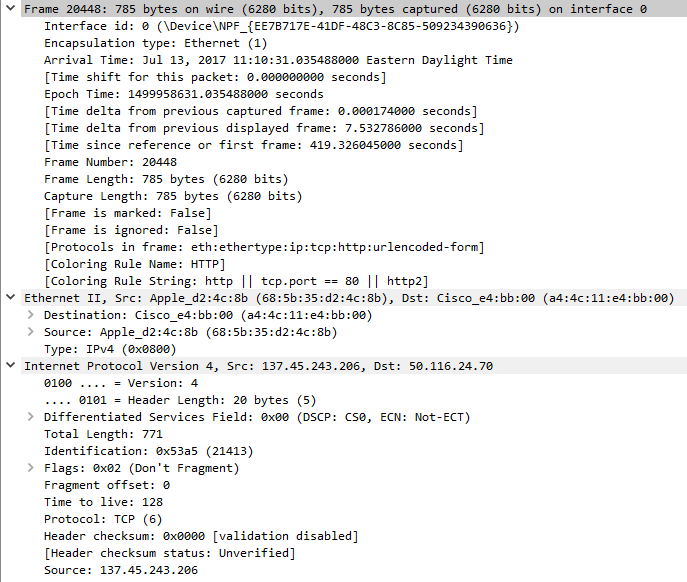 Frame 20448: 785 bytes on wire (6280 bits), 785 bytes captured (6280 bits) on interface 0
Interface id: 0 (\Device\NPF_{EE7B717E-41DF-48C3-8C85-509234390636})
Encapsulation type: Ethernet (1)
Arrival Time: Jul 13, 2017 11:10:31.035488000 Eastern Daylight Time
[Time shift for this packet: 0.000000000 seconds]
Epoch Time: 1499958631.035488000 seconds
[Time delta from previous captured frame: 0.000174000 seconds]
[Time delta from previous displayed frame: 7.532786000 seconds]
[Time since reference or first frame: 419.326045000 seconds]
Frame Number: 20448
Frame Length: 785 bytes (6280 bits)
Capture Length: 785 bytes (6280 bits)
[Frame is marked: False]
[Frame is ignored: False]
[Protocols in frame: eth:ethertype:ip:tcp:http:urlencoded-form]
[Coloring Rule Name: HTTP]
[Coloring Rule String: http || tcp.port == 80 || http2]
Ethernet II, Src: Apple_d2:4c:8b (68:5b:35:d2:4c:8b), Dst: Cisco_e4:bb:00 (a4:4c:11:e4:bb:00)
Destination: Cisco_e4:bb:00 (a4:4c:11:e4:bb:00)
Source: Apple_d2:4c:8b (68:5b:35:d2:4c:8b)
Type: IPv4 (0x0800)
Internet Protocol Version 4, Src: 137.45.243.206, Dst: 50.116.24.70
0100 .... = Version: 4
.... 0101 = Header Length: 20 bytes (5)
Differentiated Services Field: 0x00 (DSCP: CS0, ECN: Not-ECT)
Total Length: 771
Identification: 0x53a5 (21413)
Flags: 0x02 (Don't Fragment)
Fragment offset: 0
Time to live: 128
Protocol: TCP (6)
Header checksum: 0x0000 [validation disabled]
[Header checksum status: Unverified]
Source: 137.45.243.206